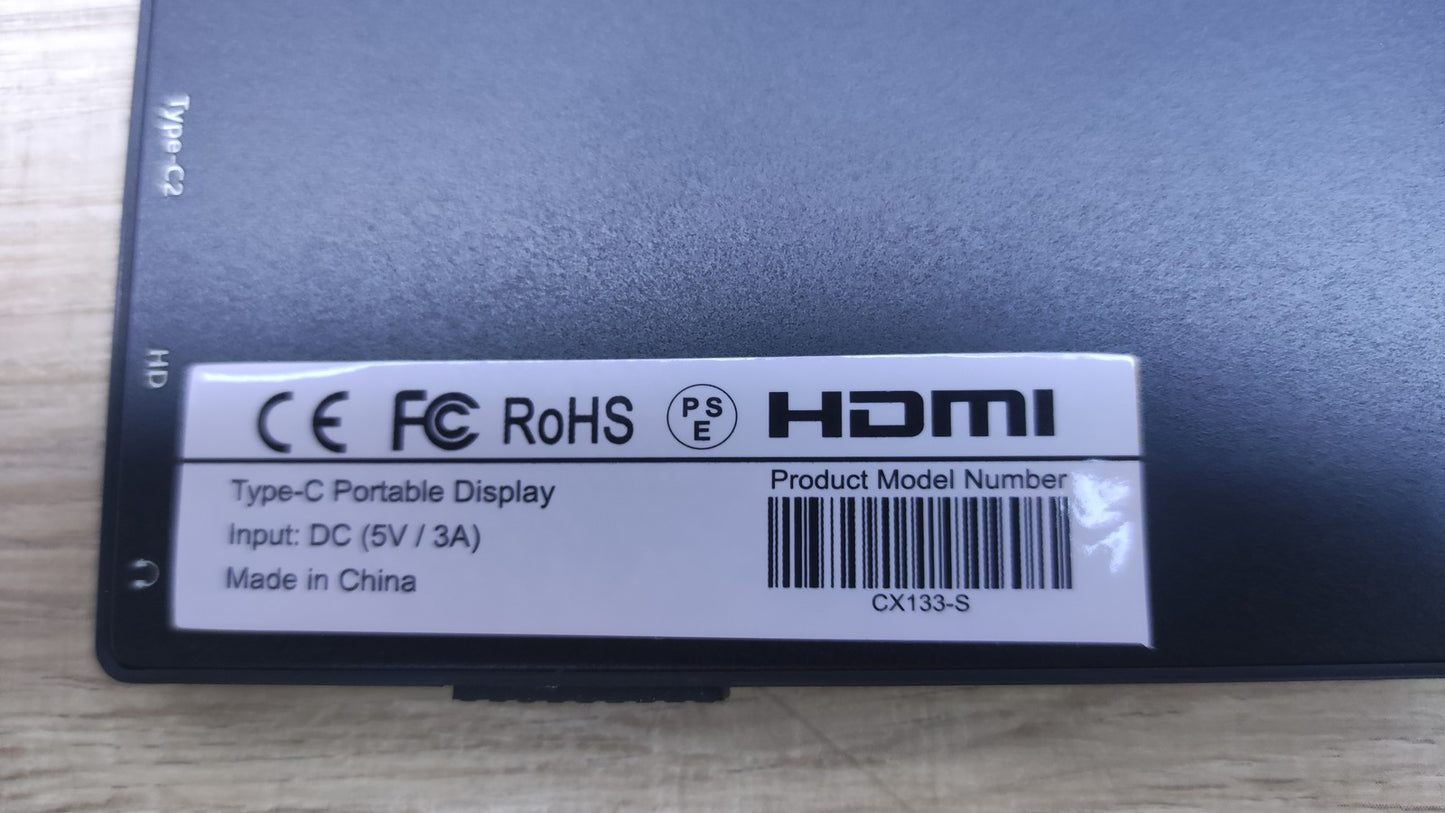 Type-C2
HD
CE FC RoHS PSE HDMI
Type-C Portable Display
Input: DC (5V / 3A)
Made in China
Product Model Number
CX133-S